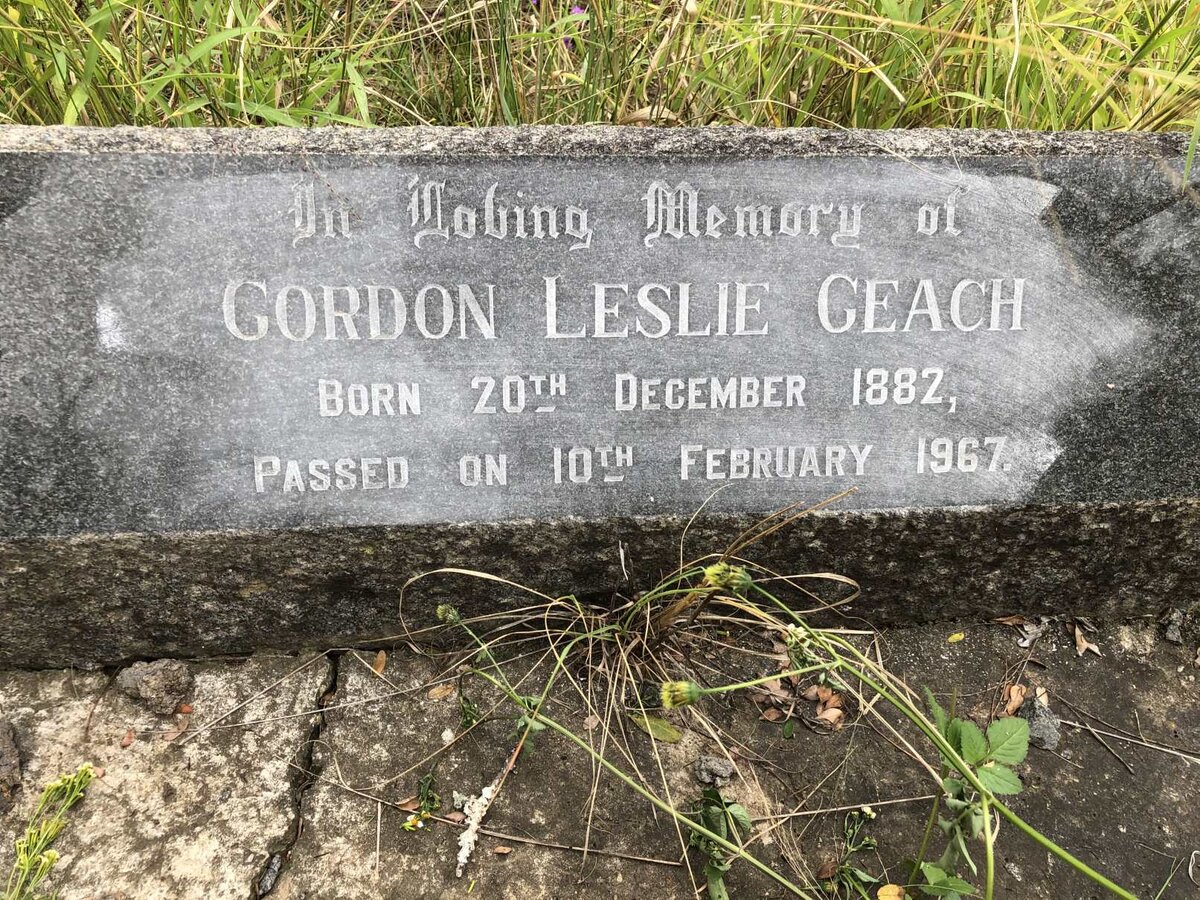 In Loving Memory of
GORDON LESLIE GEACH
BORN 20TH DECEMBER 1882,
PASSED ON 10TH FEBRUARY 1967.